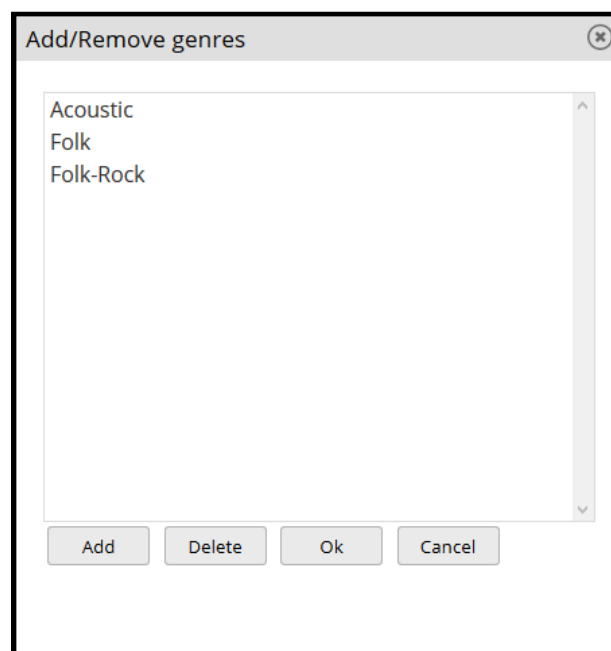 Add/Remove genres
Acoustic
Folk
Folk-Rock
Add Delete Ok Cancel